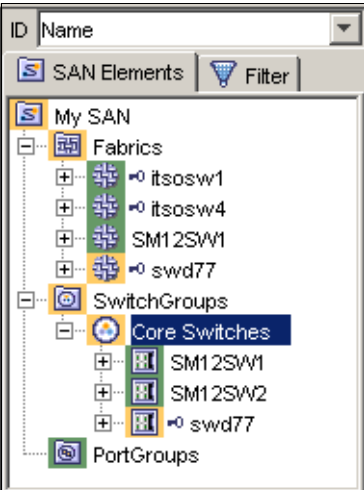 ID Name
SAN Elements Filter
My SAN
Fabrics
itsosw1
itsosw4
SM12SW1
swd77
SwitchGroups
Core Switches
SM12SW1
SM12SW2
swd77
PortGroups